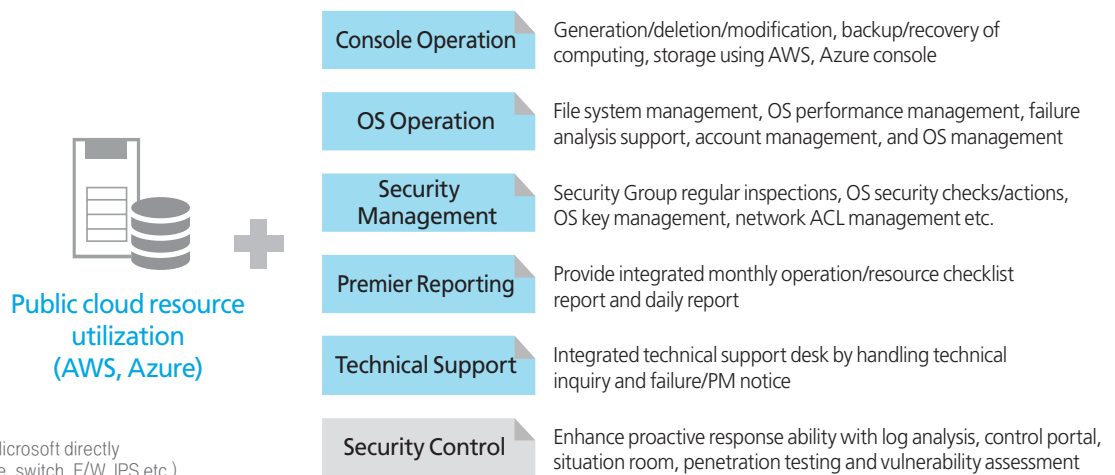 Console Operation
Generation/deletion/modification, backup/recovery of
computing, storage using AWS, Azure console
OS Operation
File system management, OS performance management, failure
analysis support, account management, and OS management
Security
Management
Security Group regular inspections, OS security checks/actions,
OS key management, network ACL management etc.
Public cloud resource
utilization
(AWS, Azure)
Premier Reporting
Provide integrated monthly operation/resource checklist
report and daily report
Technical Support
Integrated technical support desk by handling technical
inquiry and failure/PM notice
Security Control
Enhance proactive response ability with log analysis, control portal,
situation room, penetration testing and vulnerability assessment
directly
switch, F/W, IPS etc.)